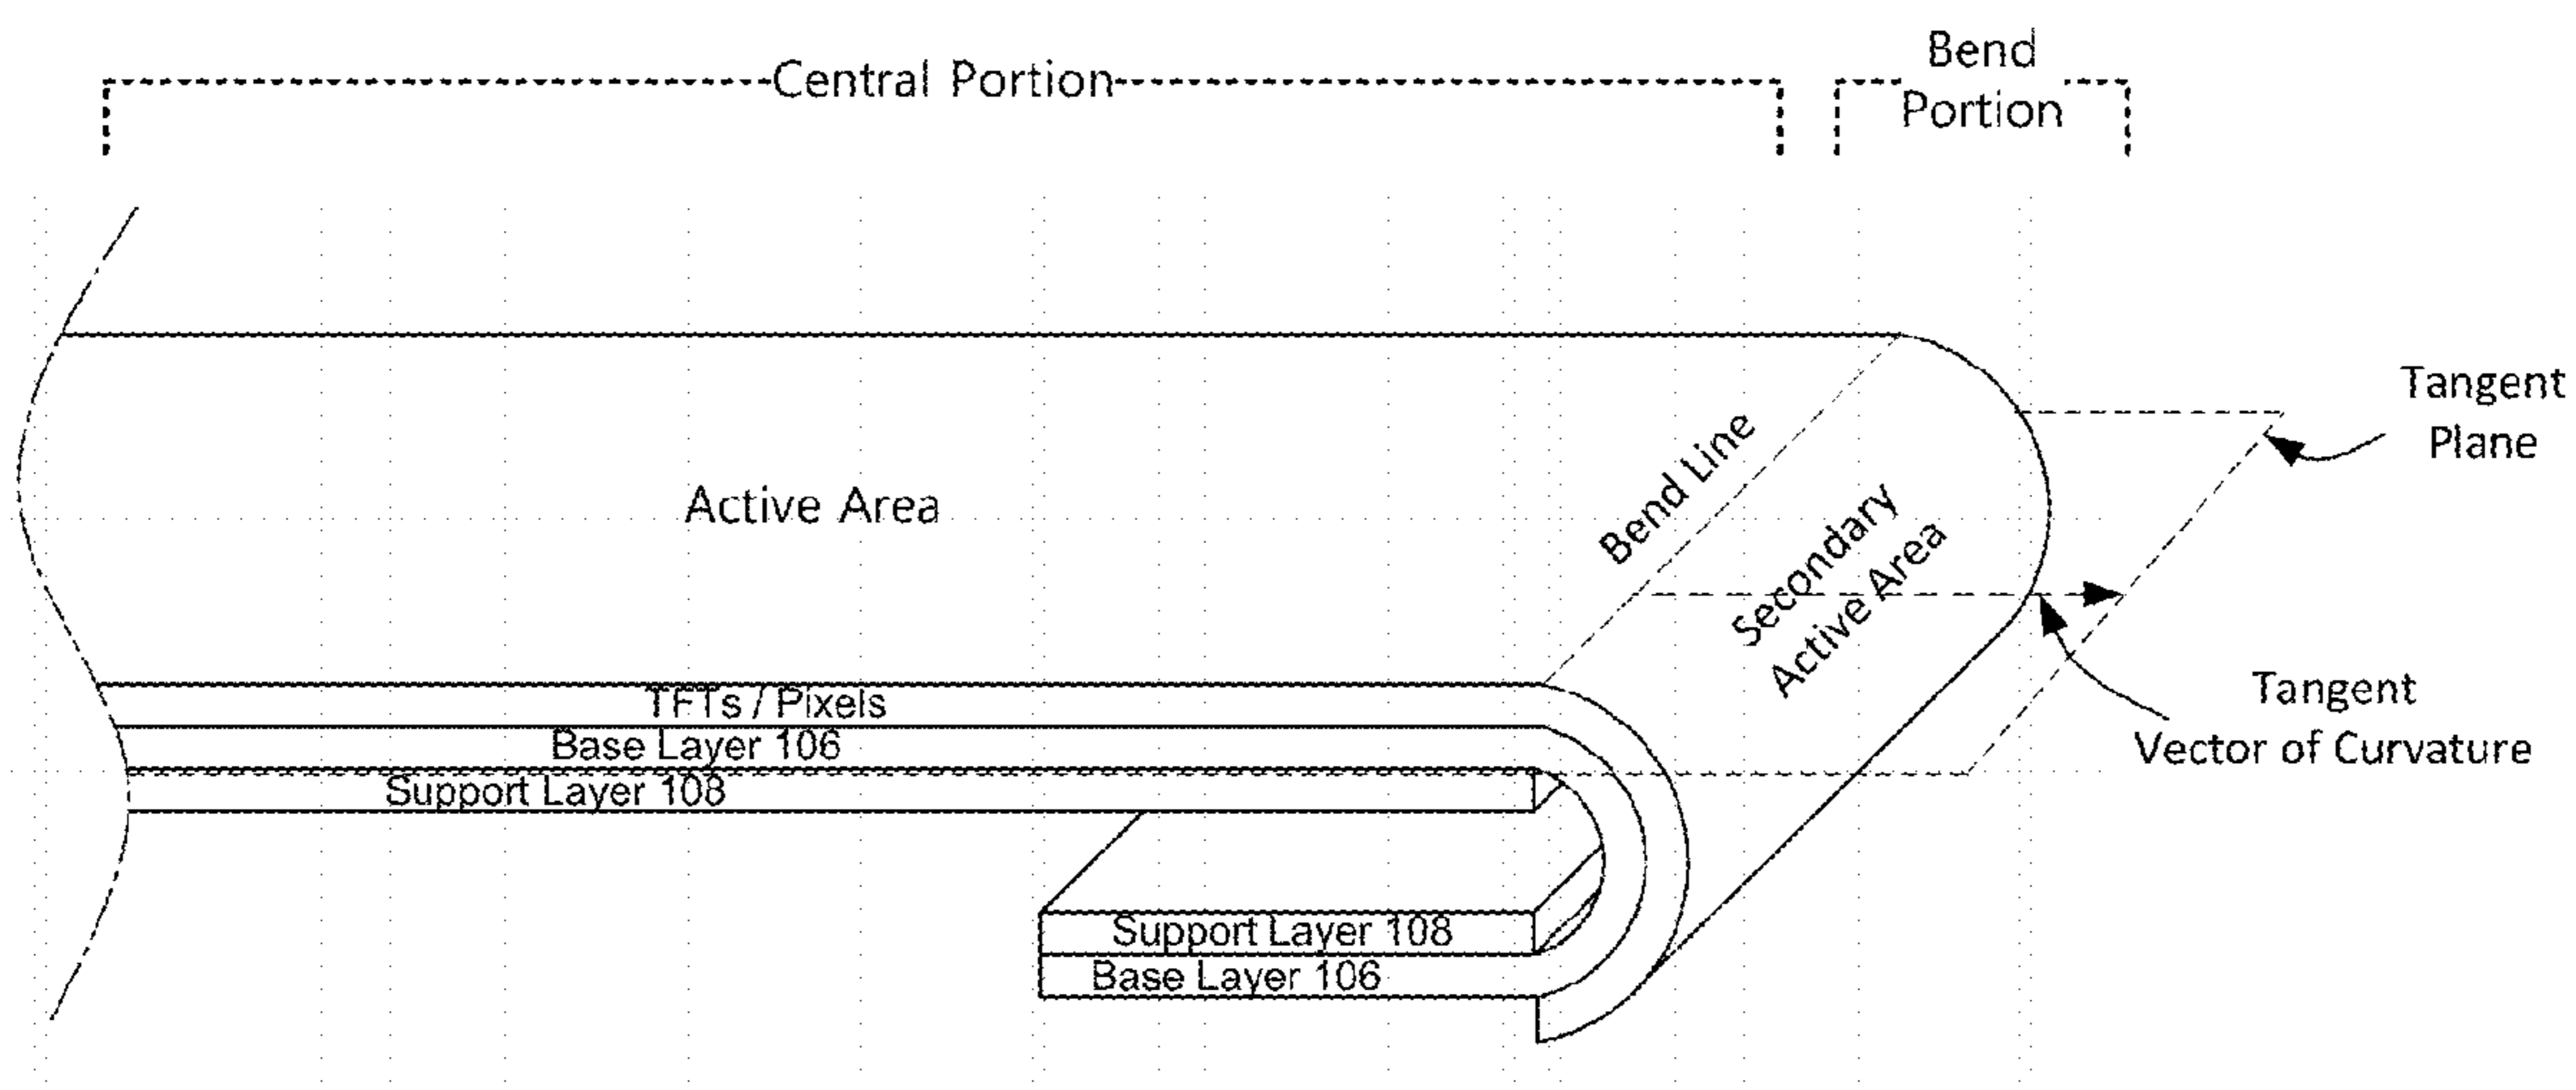 Central Portion
Bend
Portion
Tangent
Plane
Active Area
Bend Line
Secondary
Active Area
TFTs / Pixels
Base Layer 106
Support Layer 108
Tangent
Vector of Curvature
Support Layer 108
Base Layer 106